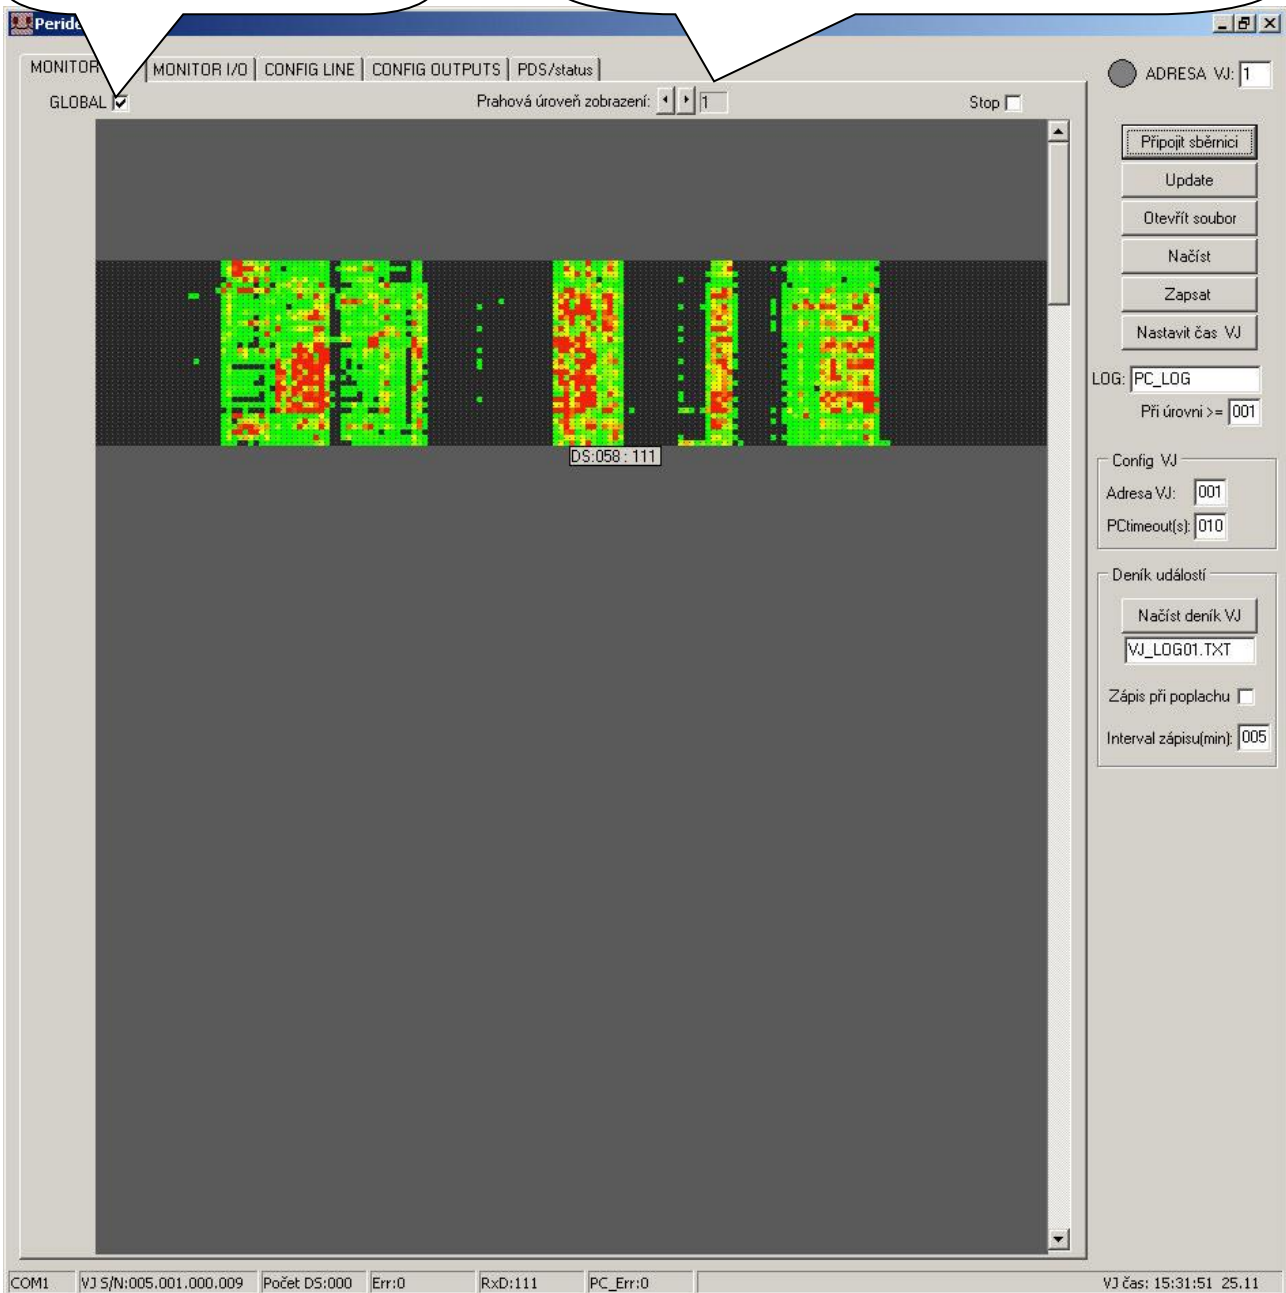 Peride
MONITOR MONITOR I/O CONFIG LINE CONFIG OUTPUTS PDS/status
GLOBAL Prahová úroveň zobrazení: 1 Stop
DS:058 : 111
ADRESA VJ: 1
Připojit sběrnici
Update
Otevřít soubor
Načíst
Zapsat
Nastavit čas VJ
LOG: PC_LOG
Při úrovni >= 001
Config VJ
Adresa VJ: 001
PCtimeout(s): 010
Deník událostí
Načíst deník VJ
VJ_LOG01.TXT
Zápis při poplachu
Interval zápisu(min): 005
COM1 VJ S/N:005.001.000.009 Počet DS:000 Err:0 RxD:111 PC_Err:0 VJ čas: 15:31:51 25.11